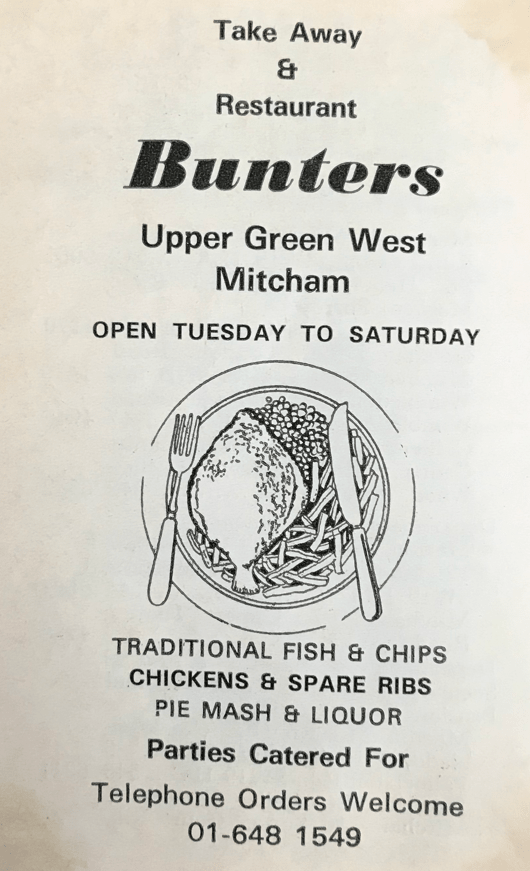 Take Away
&
Restaurant
Bunters
Upper Green West
Mitcham
OPEN TUESDAY TO SATURDAY
TRADITIONAL FISH & CHIPS
CHICKENS & SPARE RIBS
PIE MASH & LIQUOR
Parties Catered For
Telephone Orders Welcome
01-648 1549